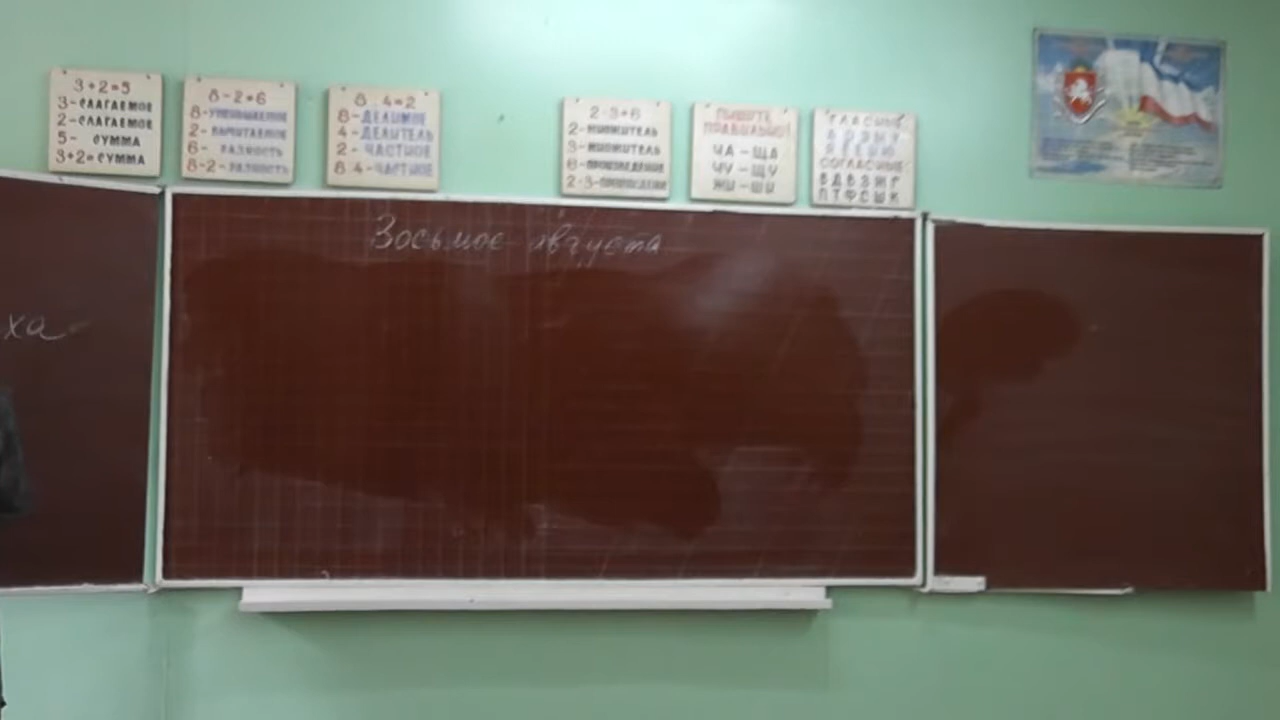 3+2=5
3-СЛАГАЕМОЕ
2-СЛАГАЕМОЕ
5- СУММА
3+2=СУММА
8-2=6
8-УМЕНЬШАЕМОЕ
2-ВЫЧИТАЕМОЕ
6- РАЗНОСТЬ
8-2-РАЗНОСТЬ
8:4=2
8-ДЕЛИМОЕ
4-ДЕЛИТЕЛЬ
2-ЧАСТНОЕ
8:4-ЧАСТНОЕ
2·3=6
2-МНОЖИТЕЛЬ
3-МНОЖИТЕЛЬ
6-ПРОИЗВЕДЕНИЕ
2·3-ПРОИЗВЕДЕНИЕ
ПИШИТЕ
ПРАВИЛЬНО!
ЧА-ЩА
ЧУ-ЩУ
ЖИ-ШИ
ГЛАСНЫЕ
СОГЛАСНЫЕ
БДВЗЖГ
ПТФСШК
Восьмое августа
ха